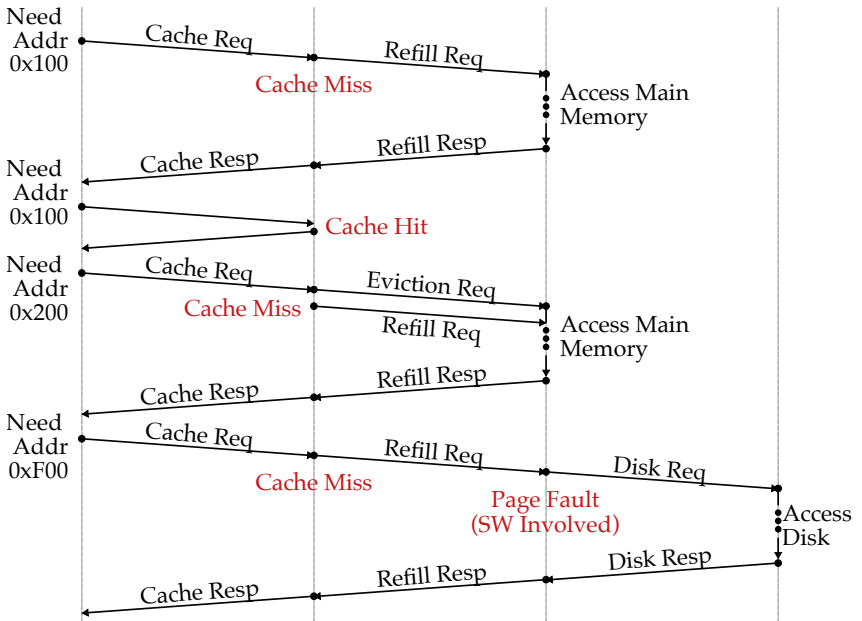 Need
Addr
0x100
Cache Req
Refill Req
Cache Miss
Access Main
Memory
Refill Resp
Cache Resp
Need
Addr
0x100
Cache Hit
Need
Addr
0x200
Cache Req
Eviction Req
Cache Miss
Refill Req
Access Main
Memory
Refill Resp
Cache Resp
Need
Addr
0xF00
Cache Req
Refill Req
Disk Req
Cache Miss
Page Fault
(SW Involved)
Access
Disk
Disk Resp
Refill Resp
Cache Resp